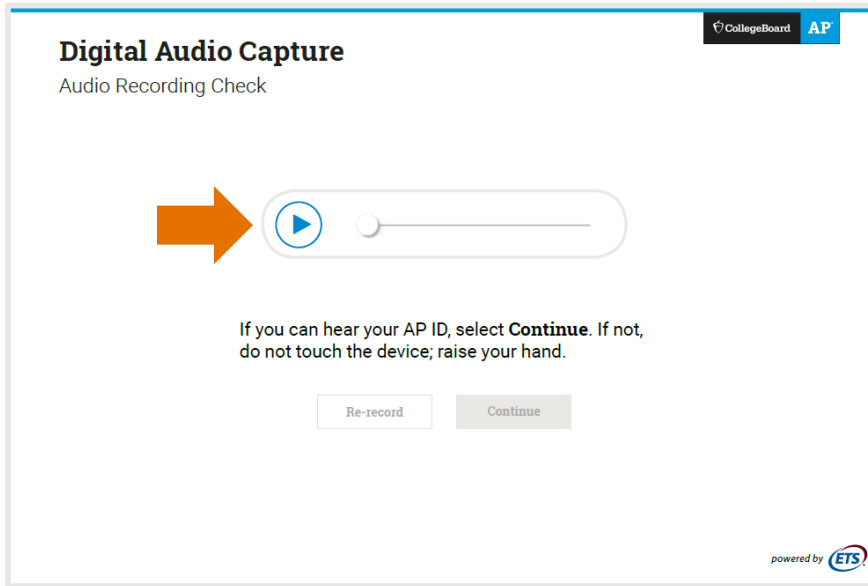 CollegeBoard AP
Digital Audio Capture
Audio Recording Check
If you can hear your AP ID, select Continue. If not,
do not touch the device; raise your hand.
Re-record Continue
powered by ETS